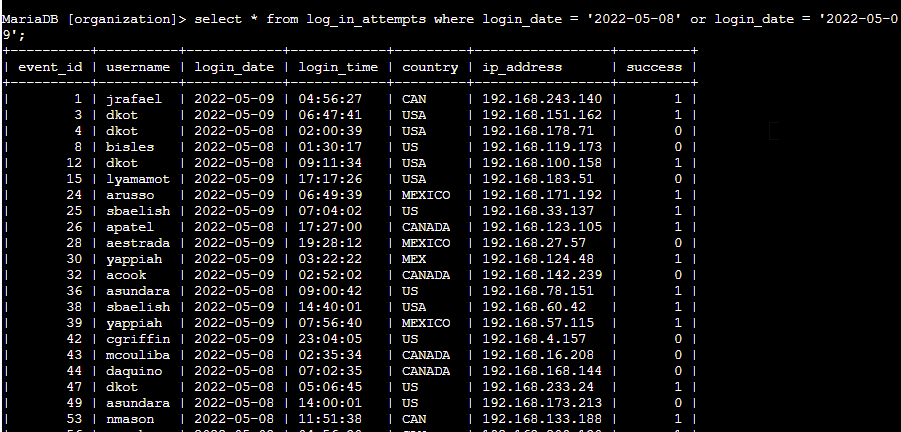 MariaDB [organization]> select * from log_in_attempts where login_date = '2022-05-08' or login_date = '2022-05-0
9';
+----------+----------+------------+------------+---------+-----------------+---------+
| event_id | username | login_date | login_time | country | ip_address      | success |
+----------+----------+------------+------------+---------+-----------------+---------+
|        1 | jrafael  | 2022-05-09 | 04:56:27   | CAN     | 192.168.243.140 |       1 |
|        3 | dkot     | 2022-05-09 | 06:47:41   | USA     | 192.168.151.162 |       1 |
|        4 | dkot     | 2022-05-08 | 02:00:39   | USA     | 192.168.178.71  |       0 |
|        8 | bisles   | 2022-05-08 | 01:30:17   | US      | 192.168.119.173 |       0 |
|       12 | dkot     | 2022-05-08 | 09:11:34   | USA     | 192.168.100.158 |       1 |
|       15 | lyamamot | 2022-05-09 | 17:17:26   | USA     | 192.168.183.51  |       0 |
|       24 | arusso   | 2022-05-09 | 06:49:39   | MEXICO  | 192.168.171.192 |       1 |
|       25 | sbaelish | 2022-05-09 | 07:04:02   | US      | 192.168.33.137  |       1 |
|       26 | apatel   | 2022-05-08 | 17:27:00   | CANADA  | 192.168.123.105 |       1 |
|       28 | aestrada | 2022-05-09 | 19:28:12   | MEXICO  | 192.168.27.57   |       0 |
|       30 | yappiah  | 2022-05-09 | 03:22:22   | MEX     | 192.168.124.48  |       1 |
|       32 | acook    | 2022-05-09 | 02:52:02   | CANADA  | 192.168.142.239 |       0 |
|       36 | asundara | 2022-05-08 | 09:00:42   | US      | 192.168.78.151  |       1 |
|       38 | sbaelish | 2022-05-09 | 14:40:01   | USA     | 192.168.60.42   |       1 |
|       39 | yappiah  | 2022-05-09 | 07:56:40   | MEXICO  | 192.168.57.115  |       1 |
|       42 | cgriffin | 2022-05-09 | 23:04:05   | US      | 192.168.4.157   |       0 |
|       43 | mcouliba | 2022-05-08 | 02:35:34   | CANADA  | 192.168.16.208  |       0 |
|       44 | daquino  | 2022-05-08 | 07:02:35   | CANADA  | 192.168.168.144 |       0 |
|       47 | dkot     | 2022-05-08 | 05:06:45   | US      | 192.168.233.24  |       1 |
|       49 | asundara | 2022-05-08 | 14:00:01   | US      | 192.168.173.213 |       0 |
|       53 | nmason   | 2022-05-08 | 11:51:38   | CAN     | 192.168.133.188 |       1 |